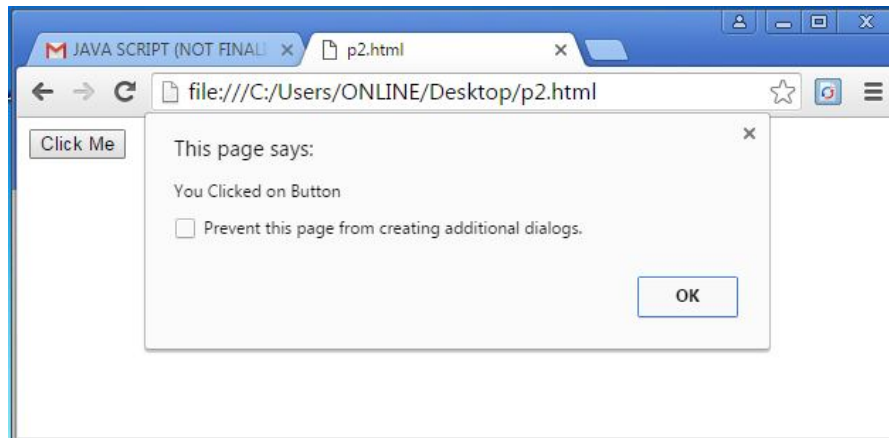 JAVA SCRIPT (NOT FINALI
p2.html
file:///C:/Users/ONLINE/Desktop/p2.html
Click Me
This page says:
You Clicked on Button
Prevent this page from creating additional dialogs.
OK